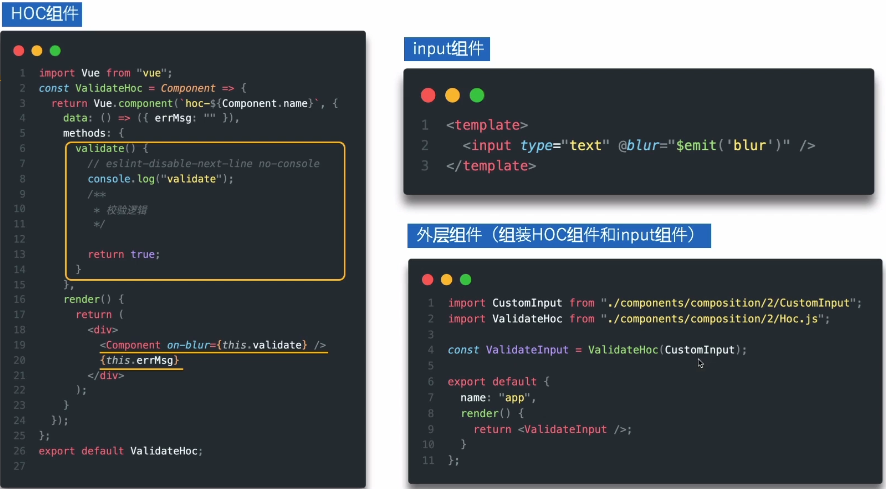 HOC组件
1 import Vue from "vue";
2 const ValidateHoc = Component => {
3 return Vue.component(`hoc-${Component.name}`, {
4 data: () => ({ errMsg: "" }),
5 methods: {
6 validate() {
7 // eslint-disable-next-line no-console
8 console.log("validate");
9 /**
10 * 校验逻辑
11 */
12
13 return true;
14 }
15 },
16 render() {
17 return (
18 <div>
19 <Component on-blur={this.validate} />
20 {this.errMsg}
21 </div>
22 );
23 }
24 });
25 };
26 export default ValidateHoc;
27
input组件
1 <template>
2 <input type="text" @blur="$emit('blur')" />
3 </template>
外层组件（组装HOC组件和input组件）
1 import CustomInput from "./components/composition/2/CustomInput";
2 import ValidateHoc from "./components/composition/2/Hoc.js";
3
4 const ValidateInput = ValidateHoc(CustomInput);
5
6 export default {
7 name: "app",
8 render() {
9 return <ValidateInput />;
10 }
11 };